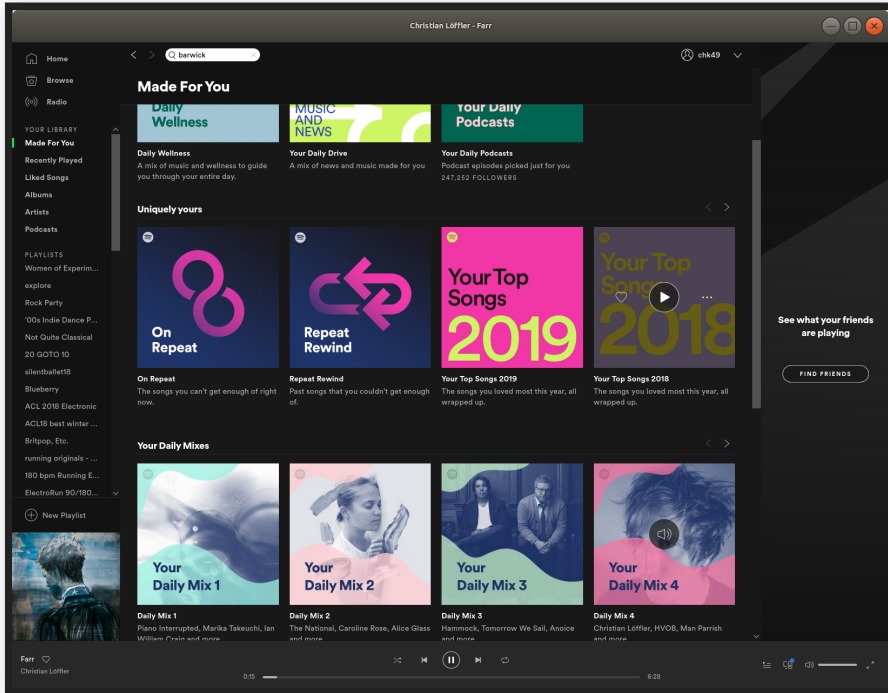 Christian Löffler - Farr
Home
Browse
Radio
YOUR LIBRARY
Made For You
Recently Played
Liked Songs
Albums
Artists
Podcasts
PLAYLISTS
Women of Experim...
explore
Rock Party
'00s Indie Dance P...
Not Quite Classical
20 GOTO 10
silentballet18
Blueberry
ACL 2018 Electronic
ACL18 best winter ...
Britpop, Etc.
running originals - ...
180 bpm Running E...
ElectroRun 90/180...
New Playlist
barwick
chk49
Made For You
Daily
Wellness
MUSIC
AND
NEWS
Your Daily
Podcasts
Daily Wellness
A mix of music and wellness to guide
you through your entire day.
Your Daily Drive
A mix of news and music made for you
Your Daily Podcasts
Podcast episodes picked just for you
247,252 FOLLOWERS
Uniquely yours
On
Repeat
Repeat
Rewind
Your Top
Songs
2019
Your Top
Songs
2018
On Repeat
The songs you can't get enough of right
now.
Repeat Rewind
Past songs that you couldn't get enough
of.
Your Top Songs 2019
The songs you loved most this year, all
wrapped up.
Your Top Songs 2018
The songs you loved most this year, all
wrapped up.
Your Daily Mixes
Your
Daily Mix 1
Your
Daily Mix 2
Your
Daily Mix 3
Your
Daily Mix 4
Daily Mix 1
Piano Interrupted, Marika Takeuchi, Ian
William Craig and more
Daily Mix 2
The National, Caroline Rose, Alice Glass
and more
Daily Mix 3
Hammock, Tomorrow We Sail, Anoice
and more
Daily Mix 4
Christian Löffler, HVOB, Man Parrish
and more
See what your friends
are playing
FIND FRIENDS
Farr
Christian Löffler
0:15
6:28